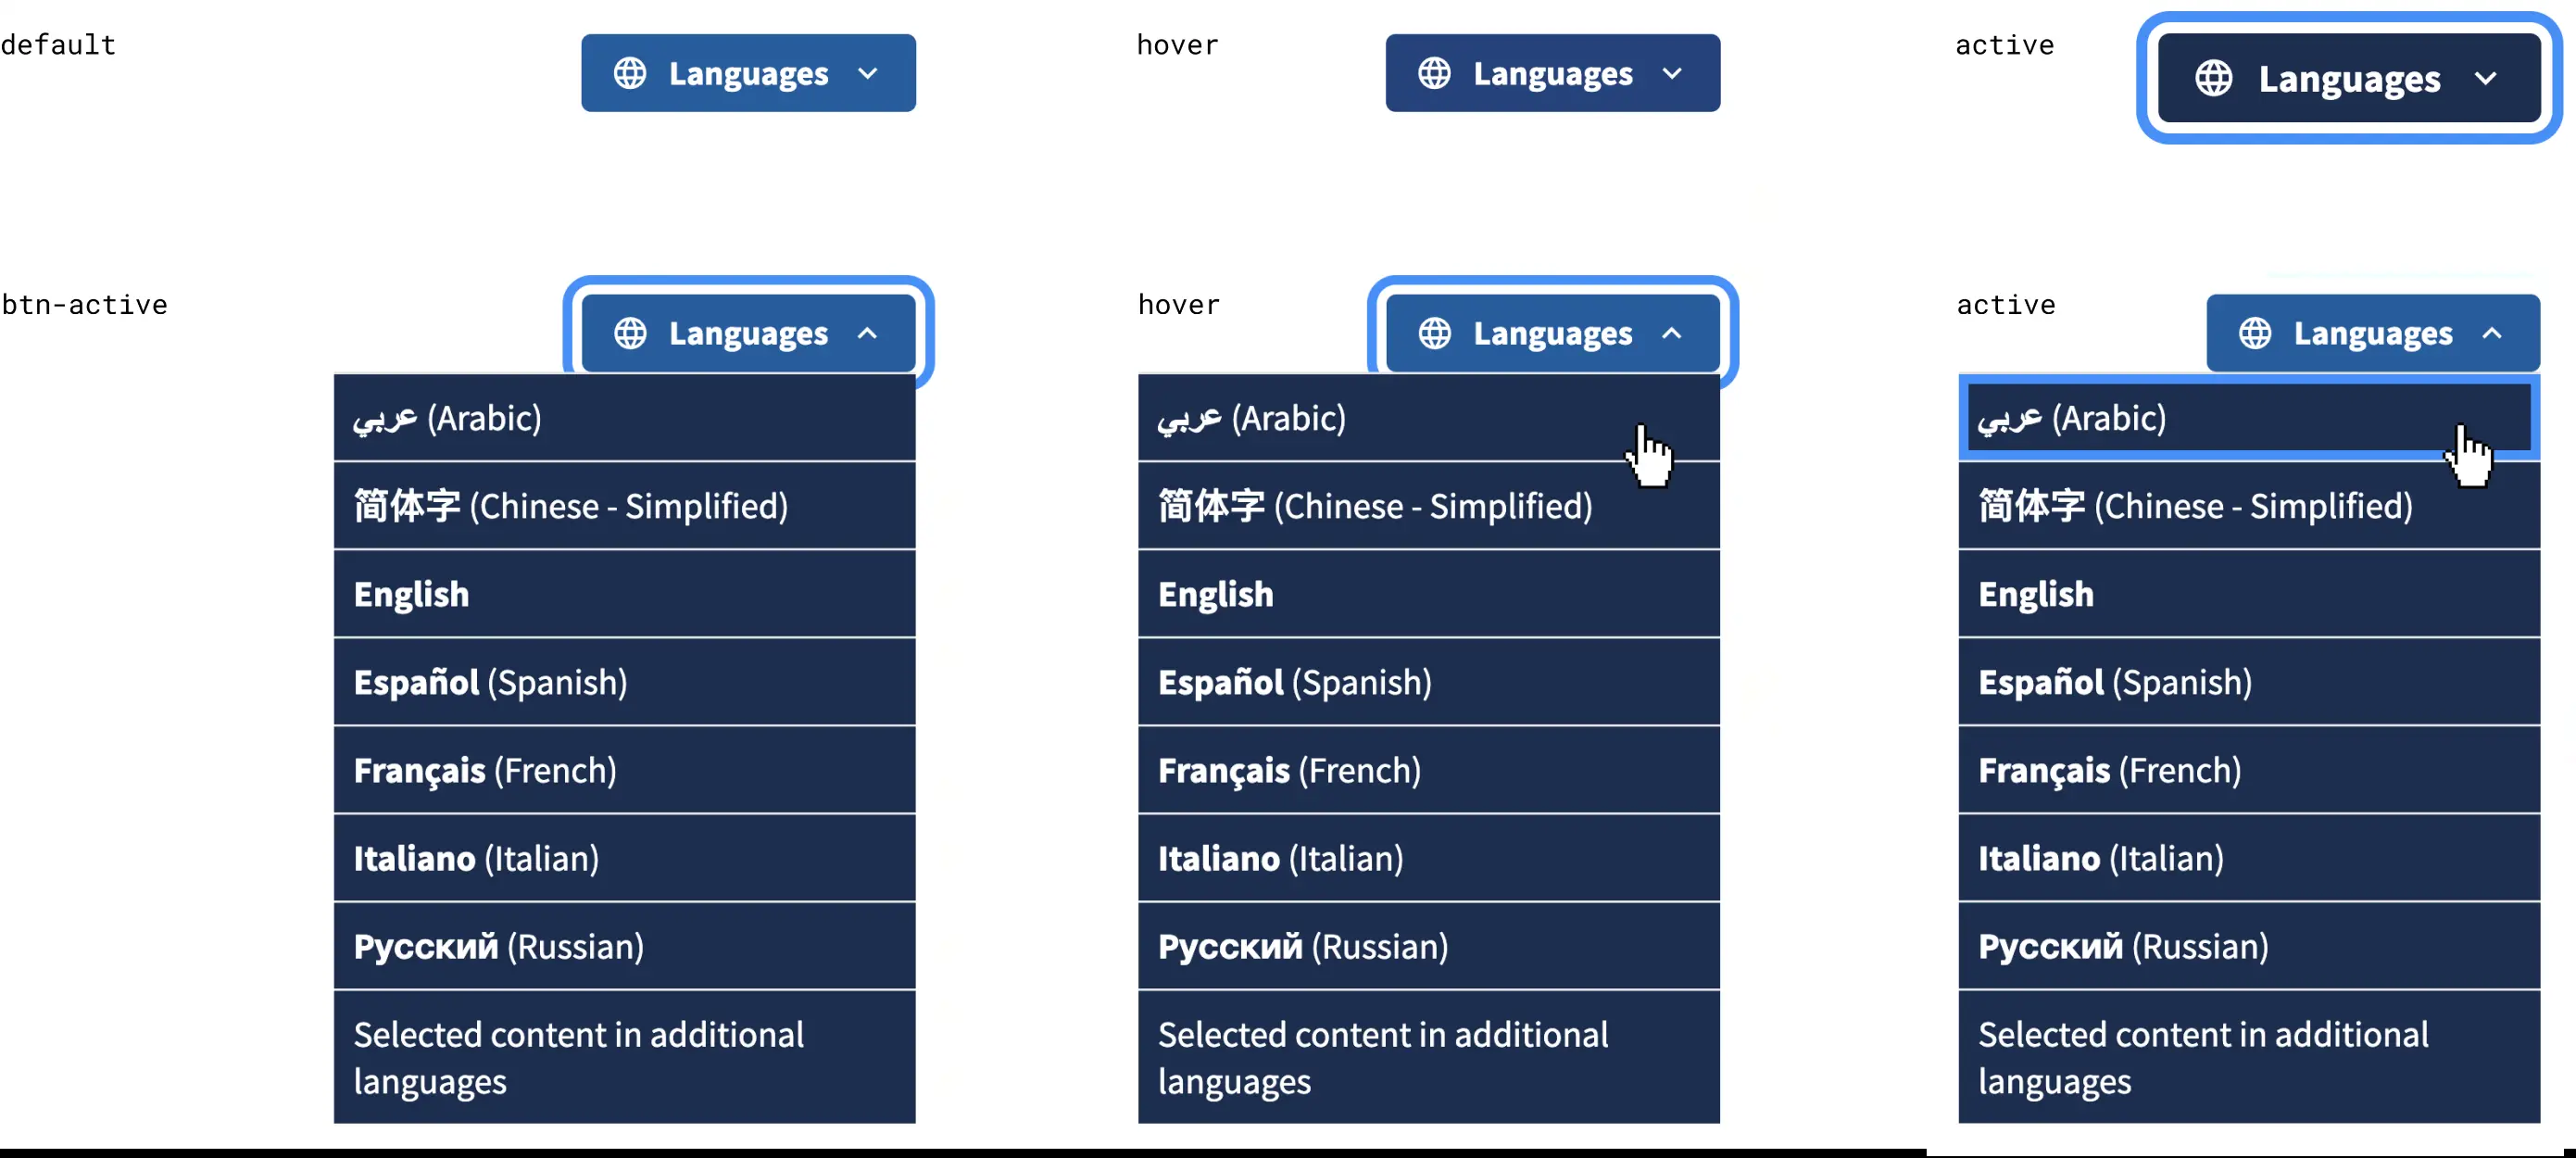 default
Languages
hover
Languages
active
Languages
btn-active
Languages
عربي (Arabic)
简体字 (Chinese - Simplified)
English
Español (Spanish)
Français (French)
Italiano (Italian)
Русский (Russian)
Selected content in additional
languages
hover
Languages
عربي (Arabic)
简体字 (Chinese - Simplified)
English
Español (Spanish)
Français (French)
Italiano (Italian)
Русский (Russian)
Selected content in additional
languages
active
Languages
عربي (Arabic)
简体字 (Chinese - Simplified)
English
Español (Spanish)
Français (French)
Italiano (Italian)
Русский (Russian)
Selected content in additional
languages